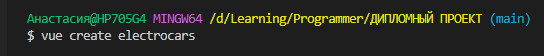 Анастасия@HP705G4 MINGW64 /d/Learning/Programmer/ДИПЛОМНЫЙ ПРОЕКТ (main)
$ vue create electrocars